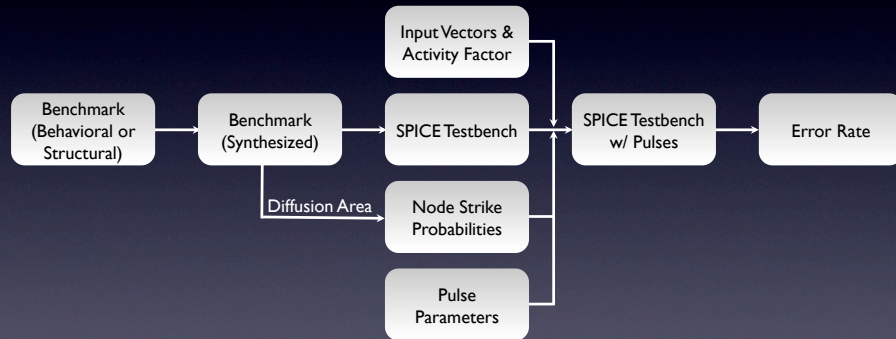 Input Vectors &
Activity Factor
Benchmark
(Behavioral or
Structural)
Benchmark
(Synthesized)
SPICE Testbench
SPICE Testbench
w/ Pulses
Error Rate
Diffusion Area
Node Strike
Probabilities
Pulse
Parameters